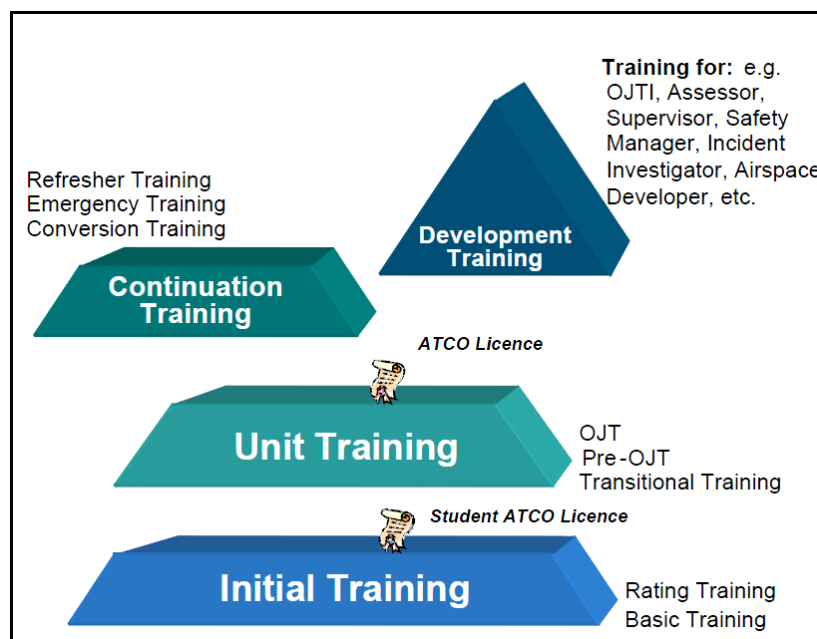 Training for: e.g.
OJTI, Assessor,
Supervisor, Safety
Manager, Incident
Investigator, Airspace
Developer, etc.
Refresher Training
Emergency Training
Conversion Training
Development
Training
Continuation
Training
ATCO Licence
Unit Training
OJT
Pre-OJT
Transitional Training
Student ATCO Licence
Initial Training
Rating Training
Basic Training